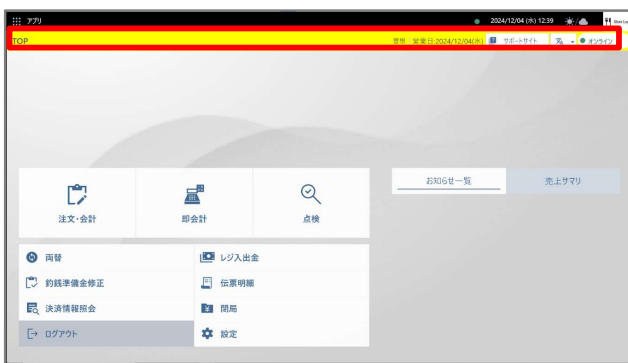 アプリ 2024/12/04 (水) 12:39
TOP 営業日:2024/12/04(水) サポートサイト オンライン
お知らせ一覧 売上サマリ
注文・会計 即会計 点検
両替 レジ入出金
釣銭準備金修正 伝票明細
決済情報照会 開局
ログアウト 設定